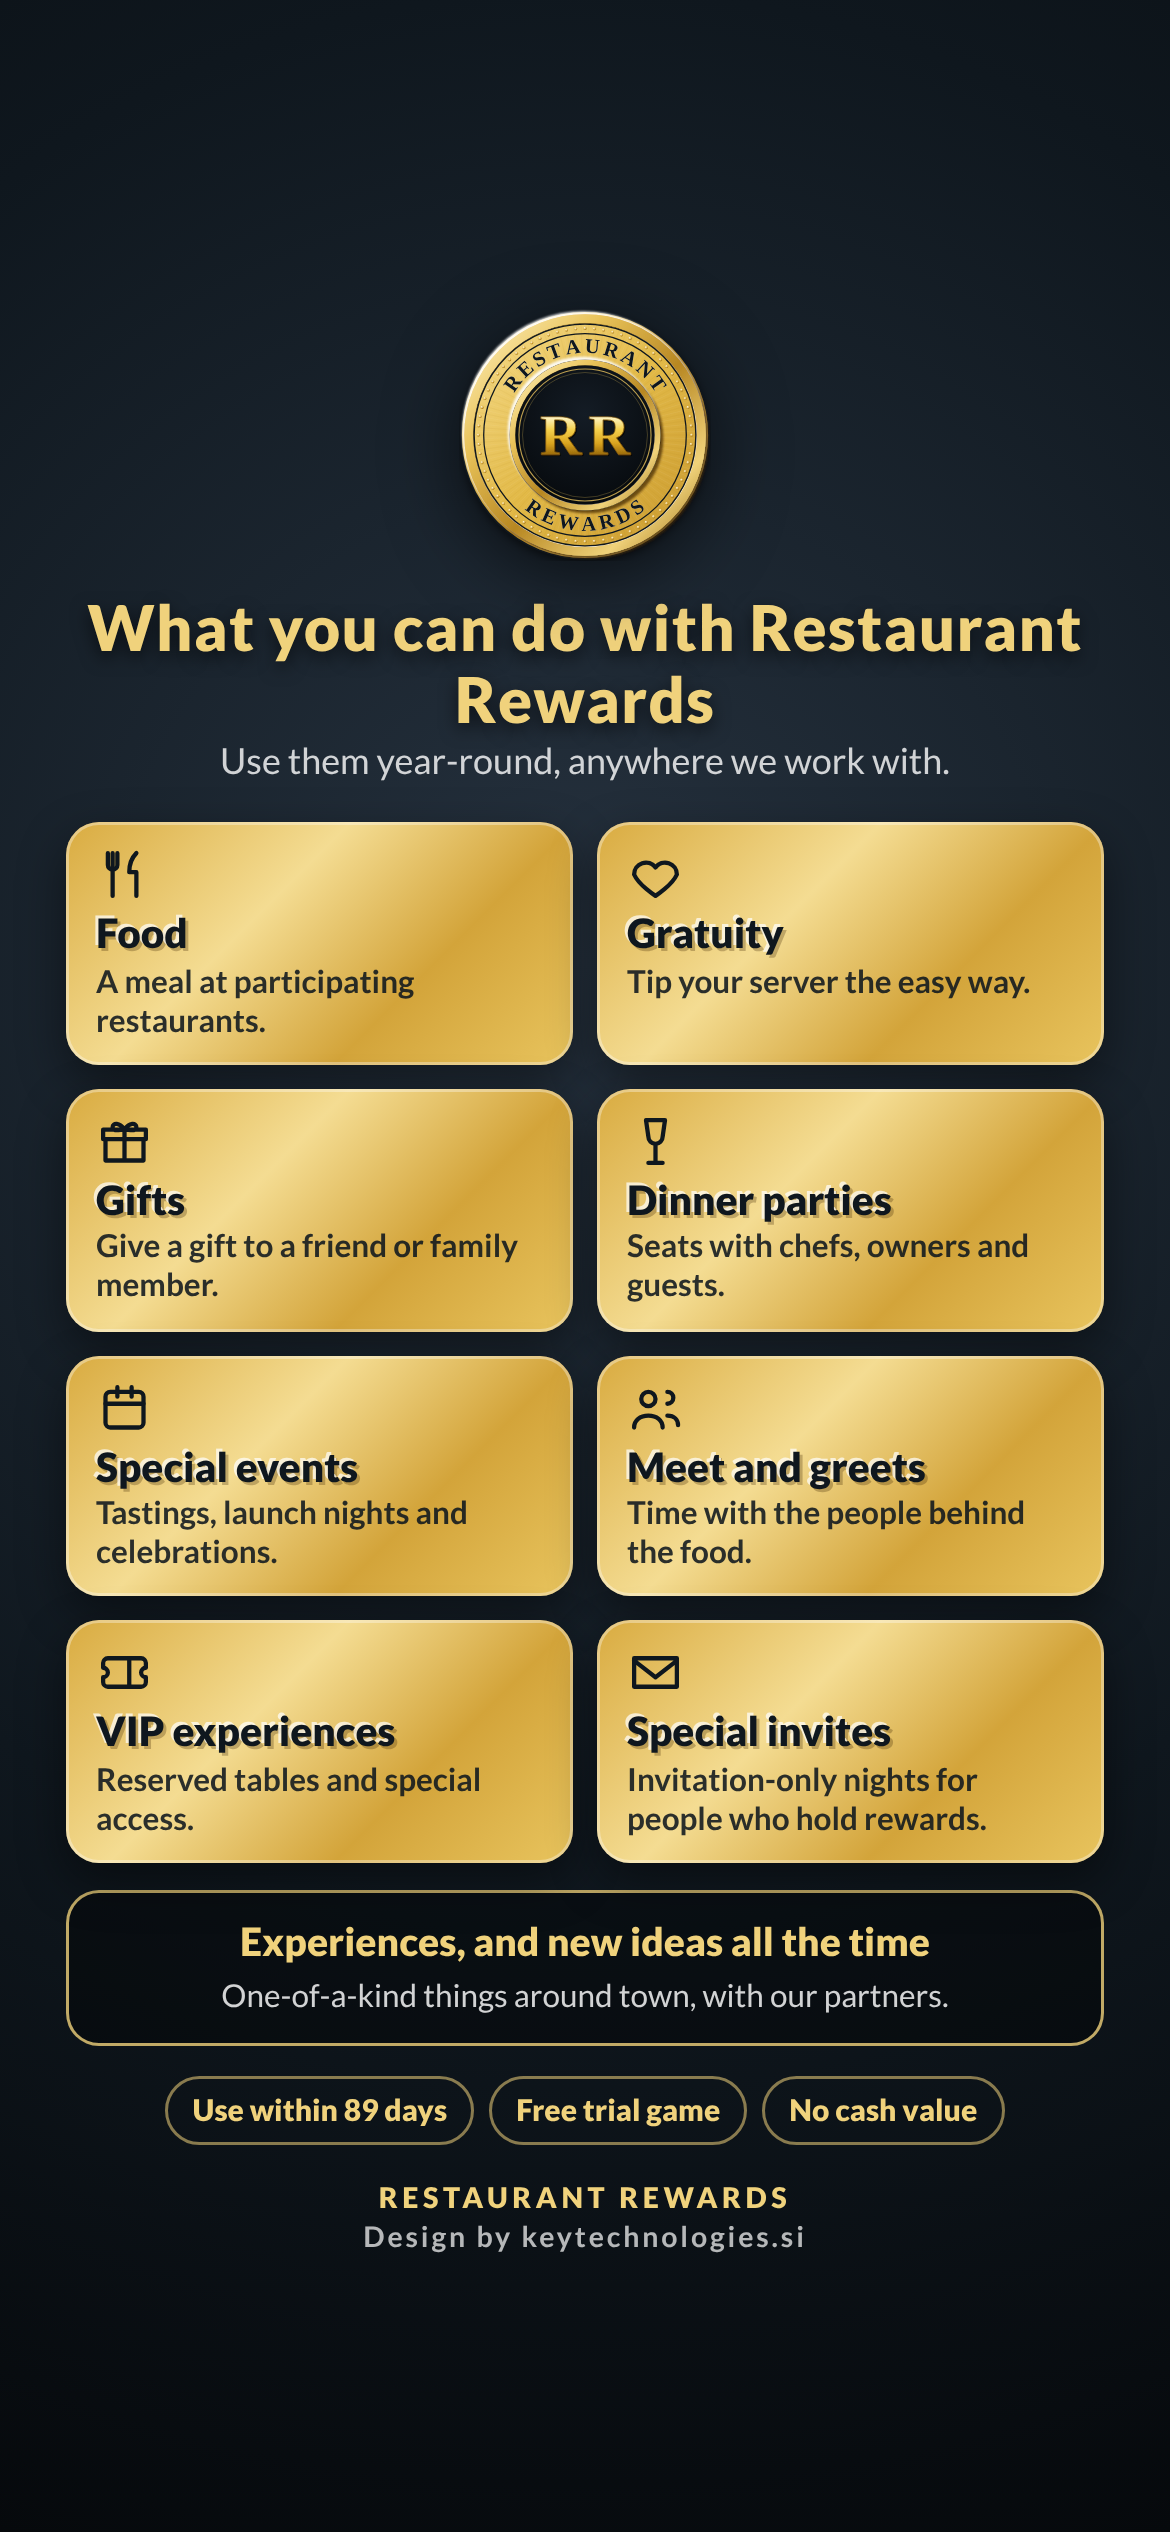 RESTAURANT
RR
REWARDS
What you can do with Restaurant
Rewards
Use them year-round, anywhere we work with.
Food
A meal at participating
restaurants.
Gratuity
Tip your server the easy way.
Gifts
Give a gift to a friend or family
member.
Dinner parties
Seats with chefs, owners and
guests.
Special events
Tastings, launch nights and
celebrations.
Meet and greets
Time with the people behind
the food.
VIP experiences
Reserved tables and special
access.
Special invites
Invitation-only nights for
people who hold rewards.
Experiences, and new ideas all the time
One-of-a-kind things around town, with our partners.
Use within 89 days
Free trial game
No cash value
RESTAURANT REWARDS
Design by keytechnologies.si